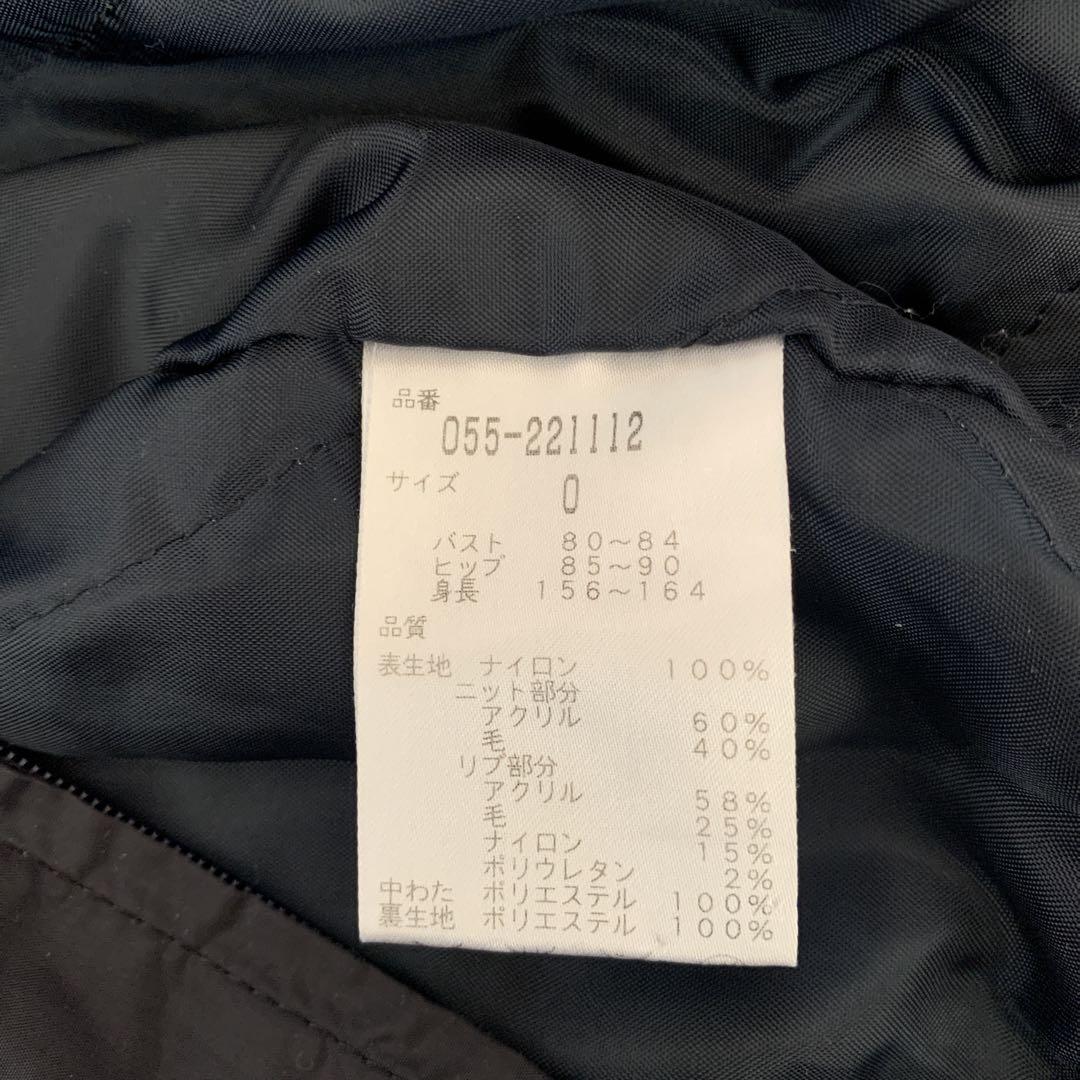 品番
055-221112
サイズ 0
バスト 80〜84
ヒップ 85〜90
身長 156〜164
品質
表生地 ナイロン 100%
ニット部分
アクリル 60%
毛 40%
リブ部分
アクリル 58%
毛 25%
ナイロン 15%
ポリウレタン 2%
中わた ポリエステル 100%
裏生地 ポリエステル 100%